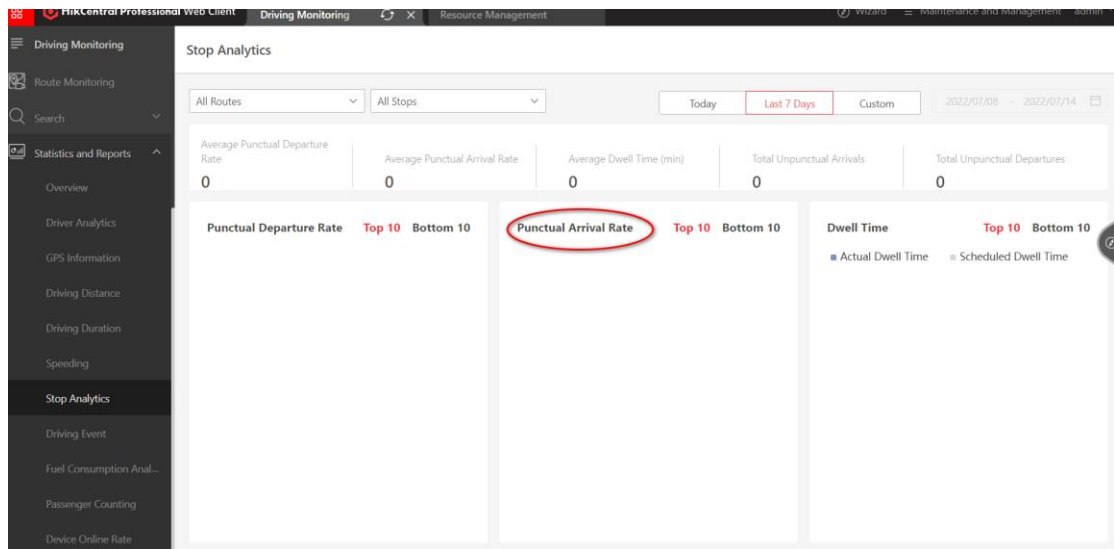 HikCentral Professional Web Client
Driving Monitoring
Resource Management
Wizard
Maintenance and Management
admin
Driving Monitoring
Route Monitoring
Search
Statistics and Reports
Overview
Driver Analytics
GPS Information
Driving Distance
Driving Duration
Speeding
Stop Analytics
Driving Event
Fuel Consumption Anal...
Passenger Counting
Device Online Rate
Stop Analytics
All Routes
All Stops
Today
Last 7 Days
Custom
2022/07/08 - 2022/07/14
Average Punctual Departure
Rate
0
Average Punctual Arrival Rate
0
Average Dwell Time (min)
0
Total Unpunctual Arrivals
0
Total Unpunctual Departures
0
Punctual Departure Rate Top 10 Bottom 10
Punctual Arrival Rate Top 10 Bottom 10
Dwell Time Top 10 Bottom 10
Actual Dwell Time Scheduled Dwell Time